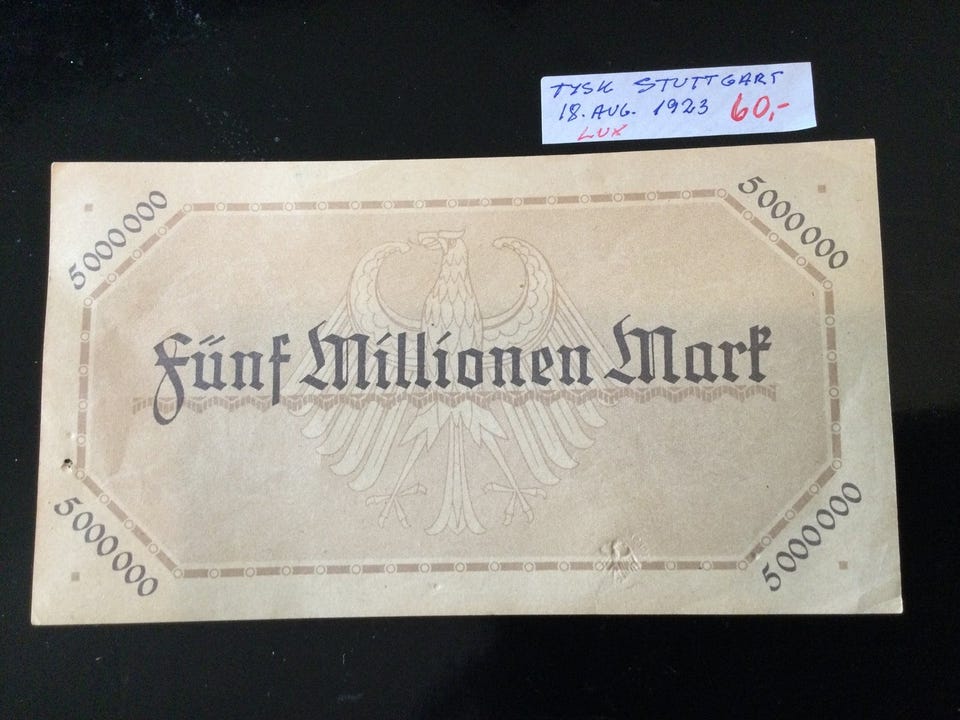 TYSK STUTTGART
18. AUG. 1923 60,-
LUX
5000000
5000000
Fünf Millionen Mark
5000000
5000000